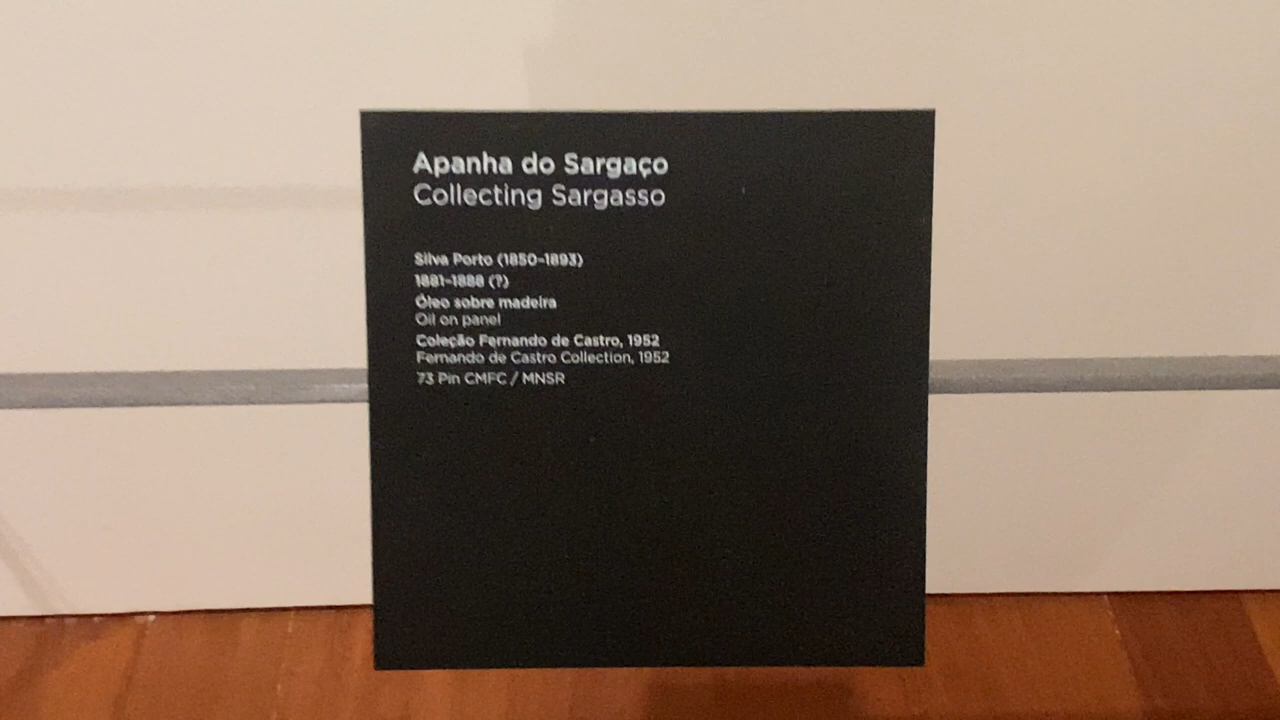 Apanha do Sargaço
Collecting Sargasso
Silva Porto (1850–1893)
1881–1888 (?)
Óleo sobre madeira
Oil on panel
Coleção Fernando de Castro, 1952
Fernando de Castro Collection, 1952
73 Pin CMFC / MNSR